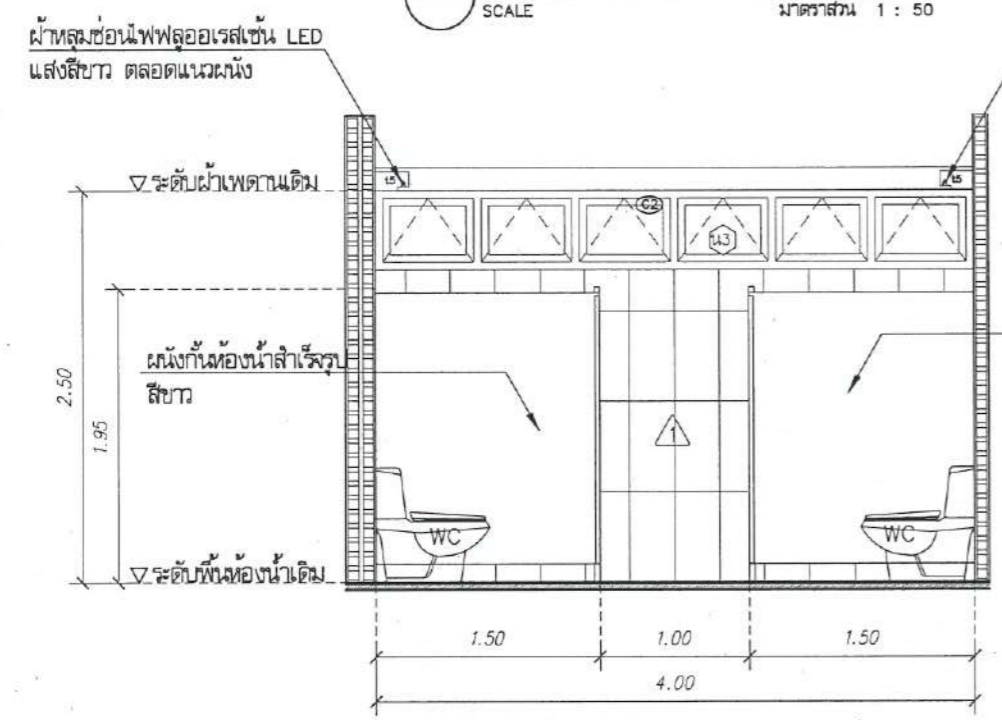 SCALE
มาตราส่วน 1 : 50
ฝ้าหลุมซ่อนไฟฟลูออเรสเซ้น LED
แสงสีขาว ตลอดแนวผนัง
ระดับฝ้าเพดานเดิม
C2
น3
ผนังกั้นห้องน้ำสำเร็จรูป
สีขาว
2.50
1.95
1
WC
WC
ระดับพื้นห้องน้ำเดิม
1.50
1.00
1.50
4.00